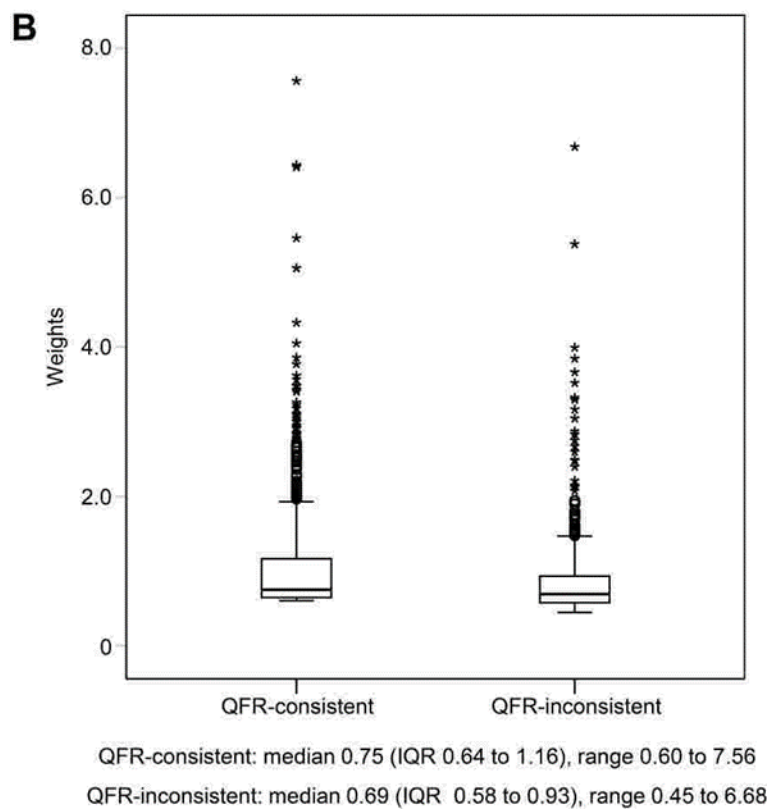 B
8.0
6.0
4.0
2.0
0
Weights
QFR-consistent QFR-inconsistent
QFR-consistent: median 0.75 (IQR 0.64 to 1.16), range 0.60 to 7.56
QFR-inconsistent: median 0.69 (IQR 0.58 to 0.93), range 0.45 to 6.68